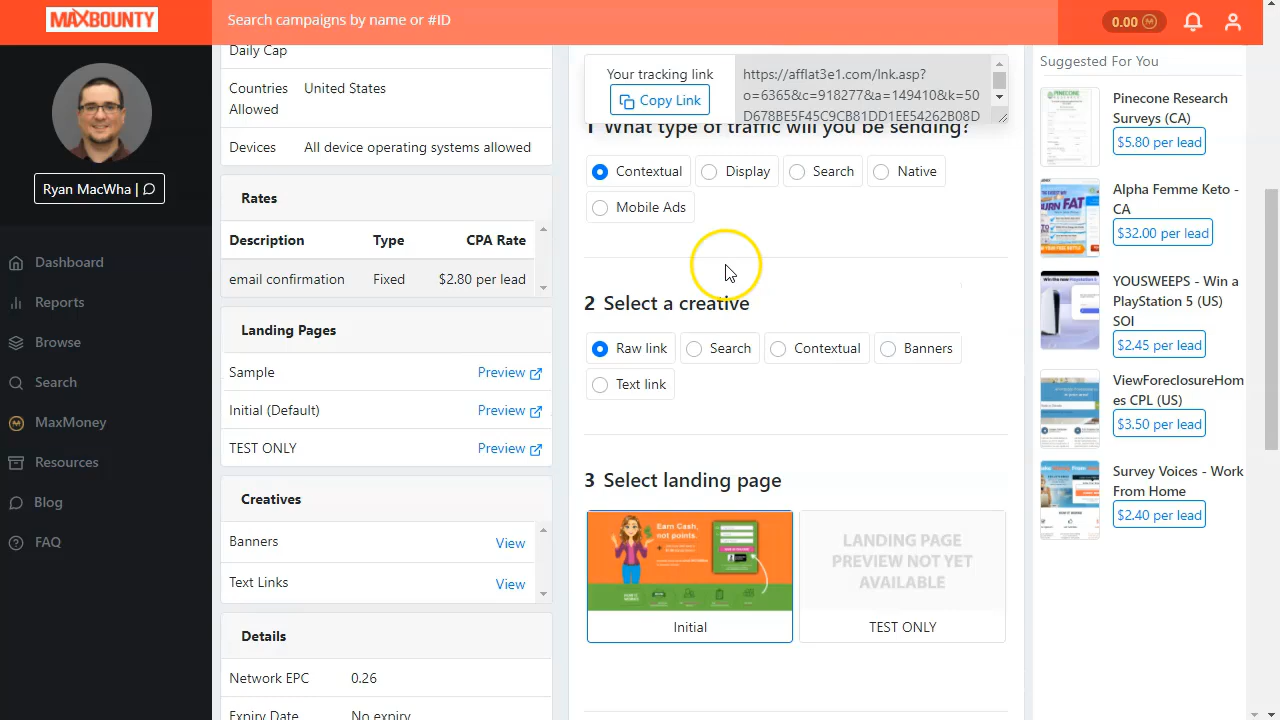 MAXBOUNTY
Search campaigns by name or #ID
0.00
Ryan MacWha |
Dashboard
Reports
Browse
Search
MaxMoney
Resources
Blog
FAQ
Daily Cap
Countries Allowed United States
Devices All devices operating systems allowed
Rates
Description Type CPA Rate
email confirmation Fixed $2.80 per lead
Landing Pages
Sample Preview
Initial (Default) Preview
TEST ONLY Preview
Creatives
Banners View
Text Links View
Details
Network EPC 0.26
Expiry Date No expiry
Your tracking link
Copy Link
https://afflat3e1.com/lnk.asp?
o=6365&c=918277&a=149410&k=50
D678BE5F45C9CB81DD1EE54262B08D
1 What type of traffic will you be sending?
Contextual Display Search Native
Mobile Ads
2 Select a creative
Raw link Search Contextual Banners
Text link
3 Select landing page
Earn Cash,
not points.
Initial
LANDING PAGE
PREVIEW NOT YET
AVAILABLE
TEST ONLY
Suggested For You
Pinecone Research
Surveys (CA)
$5.80 per lead
Alpha Femme Keto -
CA
$32.00 per lead
YOUSWEEPS - Win a
PlayStation 5 (US)
SOI
$2.45 per lead
ViewForeclosureHom
es CPL (US)
$3.50 per lead
Survey Voices - Work
From Home
$2.40 per lead